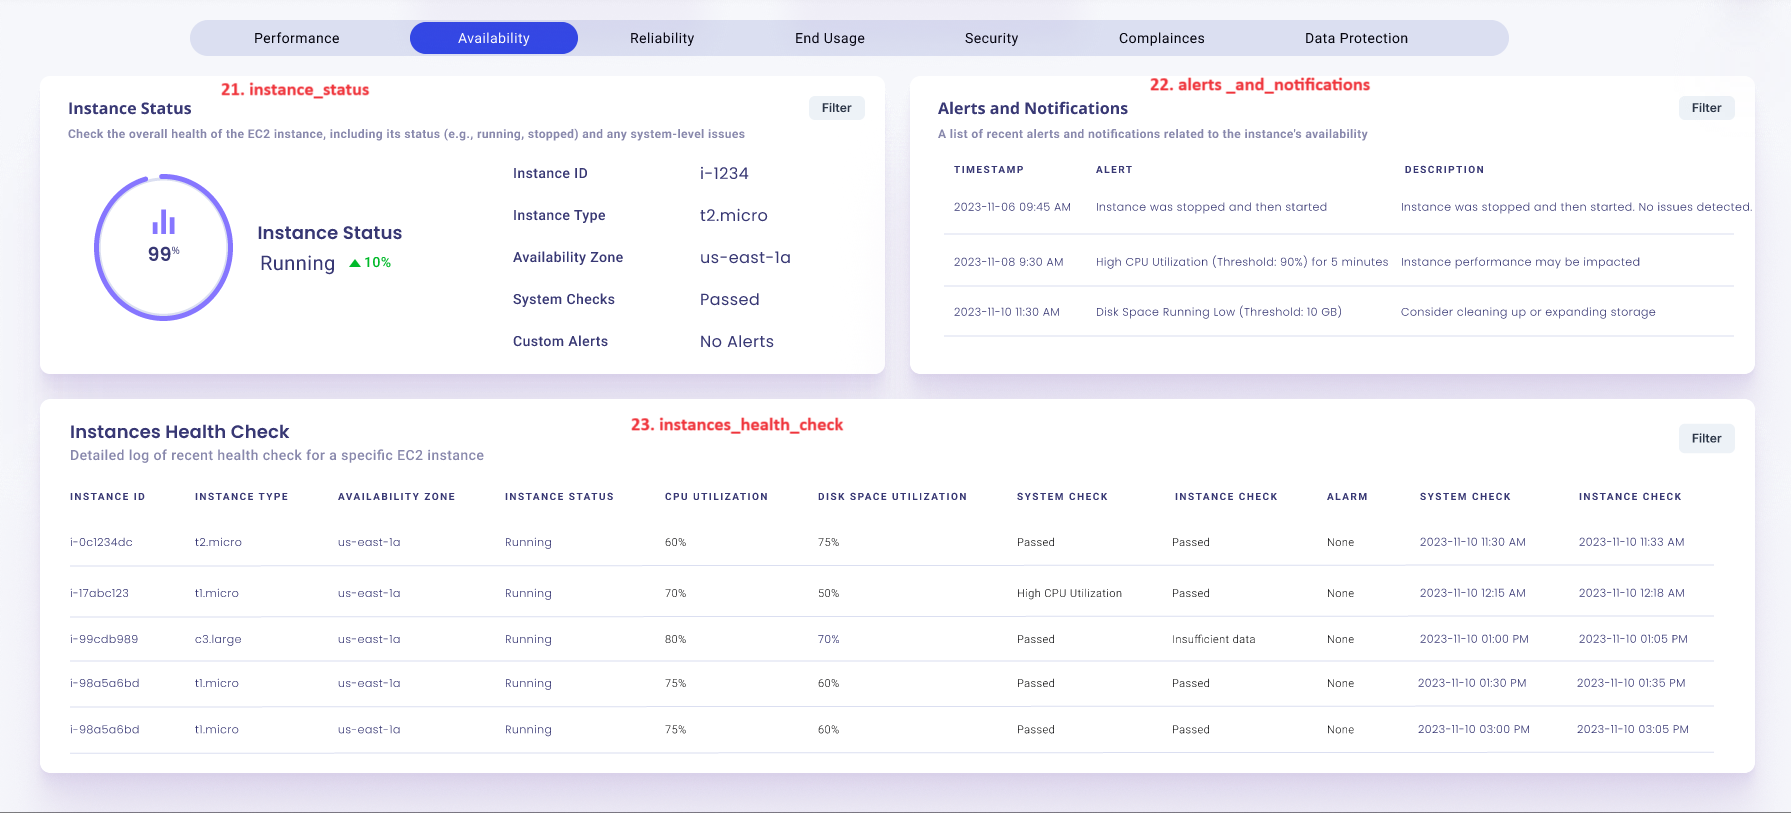 Performance Availability Reliability End Usage Security Complainces Data Protection
21. instance_status
Instance Status
Filter
Check the overall health of the EC2 instance, including its status (e.g., running, stopped) and any system-level issues
99%
Instance Status
Running 10%
Instance ID i-1234
Instance Type t2.micro
Availability Zone us-east-1a
System Checks Passed
Custom Alerts No Alerts
22. alerts _and_notifications
Alerts and Notifications
Filter
A list of recent alerts and notifications related to the instance's availability
TIMESTAMP ALERT DESCRIPTION
2023-11-06 09:45 AM Instance was stopped and then started Instance was stopped and then started. No issues detected.
2023-11-08 9:30 AM High CPU Utilization (Threshold: 90%) for 5 minutes Instance performance may be impacted
2023-11-10 11:30 AM Disk Space Running Low (Threshold: 10 GB) Consider cleaning up or expanding storage
23. instances_health_check
Instances Health Check
Filter
Detailed log of recent health check for a specific EC2 instance
INSTANCE ID INSTANCE TYPE AVAILABILITY ZONE INSTANCE STATUS CPU UTILIZATION DISK SPACE UTILIZATION SYSTEM CHECK INSTANCE CHECK ALARM SYSTEM CHECK INSTANCE CHECK
i-0c1234dc t2.micro us-east-1a Running 60% 75% Passed Passed None 2023-11-10 11:30 AM 2023-11-10 11:33 AM
i-17abc123 t1.micro us-east-1a Running 70% 50% High CPU Utilization Passed None 2023-11-10 12:15 AM 2023-11-10 12:18 AM
i-99cdb989 c3.large us-east-1a Running 80% 70% Passed Insufficient data None 2023-11-10 01:00 PM 2023-11-10 01:05 PM
i-98a5a6bd t1.micro us-east-1a Running 75% 60% Passed Passed None 2023-11-10 01:30 PM 2023-11-10 01:35 PM
i-98a5a6bd t1.micro us-east-1a Running 75% 60% Passed Passed None 2023-11-10 03:00 PM 2023-11-10 03:05 PM